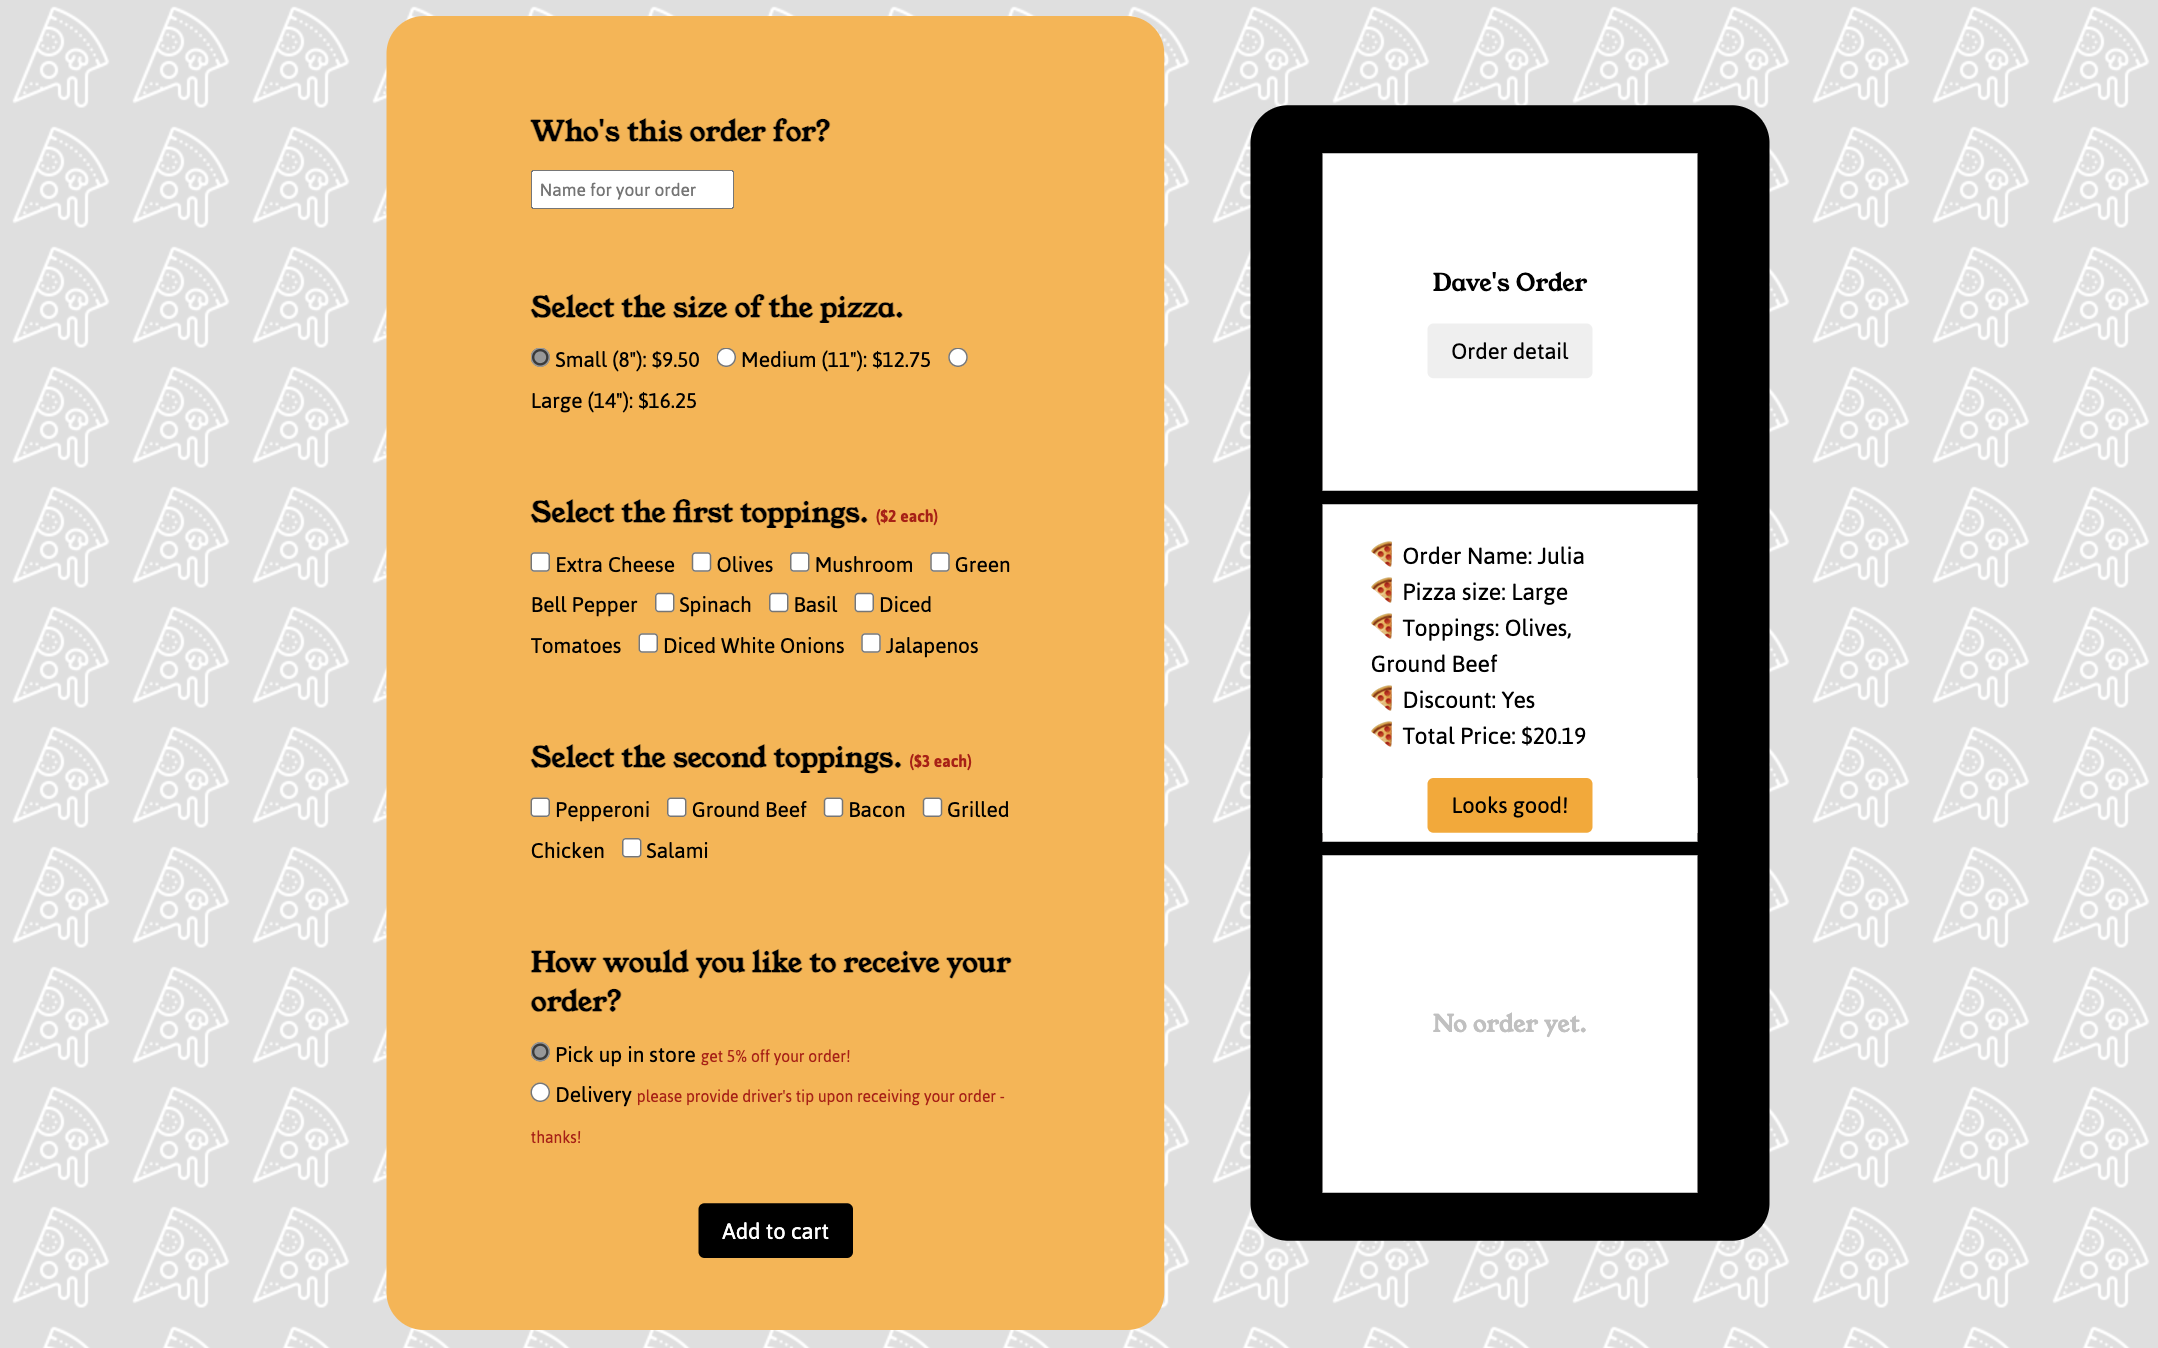 Who's this order for?
Name for your order
Select the size of the pizza.
Small (8"): $9.50 Medium (11"): $12.75
Large (14"): $16.25
Select the first toppings. ($2 each)
Extra Cheese Olives Mushroom Green
Bell Pepper Spinach Basil Diced
Tomatoes Diced White Onions Jalapenos
Select the second toppings. ($3 each)
Pepperoni Ground Beef Bacon Grilled
Chicken Salami
How would you like to receive your
order?
Pick up in store get 5% off your order!
Delivery please provide driver's tip upon receiving your order -
thanks!
Add to cart
Dave's Order
Order detail
Order Name: Julia
Pizza size: Large
Toppings: Olives,
Ground Beef
Discount: Yes
Total Price: $20.19
Looks good!
No order yet.